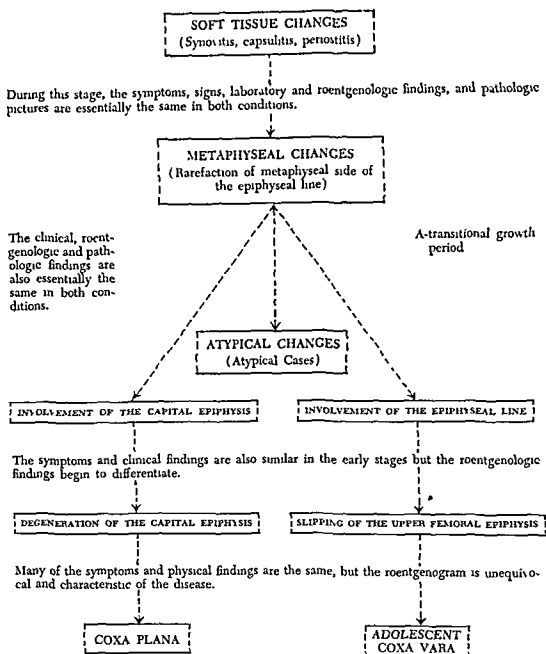 SOFT TISSUE CHANGES
(Synovitis, capsulitis, periostitis)
During this stage, the symptoms, signs, laboratory and roentgenologic findings, and pathologic
pictures are essentially the same in both conditions.
METAPHYSEAL CHANGES
(Rarefaction of metaphyseal side of
the epiphyseal line)
The clinical, roent-
genologic and path-
ologic findings are
also essentially the
same in both con-
ditions.
A-transitional growth
period
ATYPICAL CHANGES
(Atypical Cases)
INVOLVEMENT OF THE CAPITAL EPIPHYSIS
INVOLVEMENT OF THE EPIPHYSEAL LINE
The symptoms and clinical findings are also similar in the early stages but the roentgenologic
findings begin to differentiate.
DEGENERATION OF THE CAPITAL EPIPHYSIS
SLIPPING OF THE UPPER FEMORAL EPIPHYSIS
Many of the symptoms and physical findings are the same, but the roentgenogram is unequivo-
cal and characteristic of the disease.
COXA PLANA
ADOLESCENT
COXA VARA